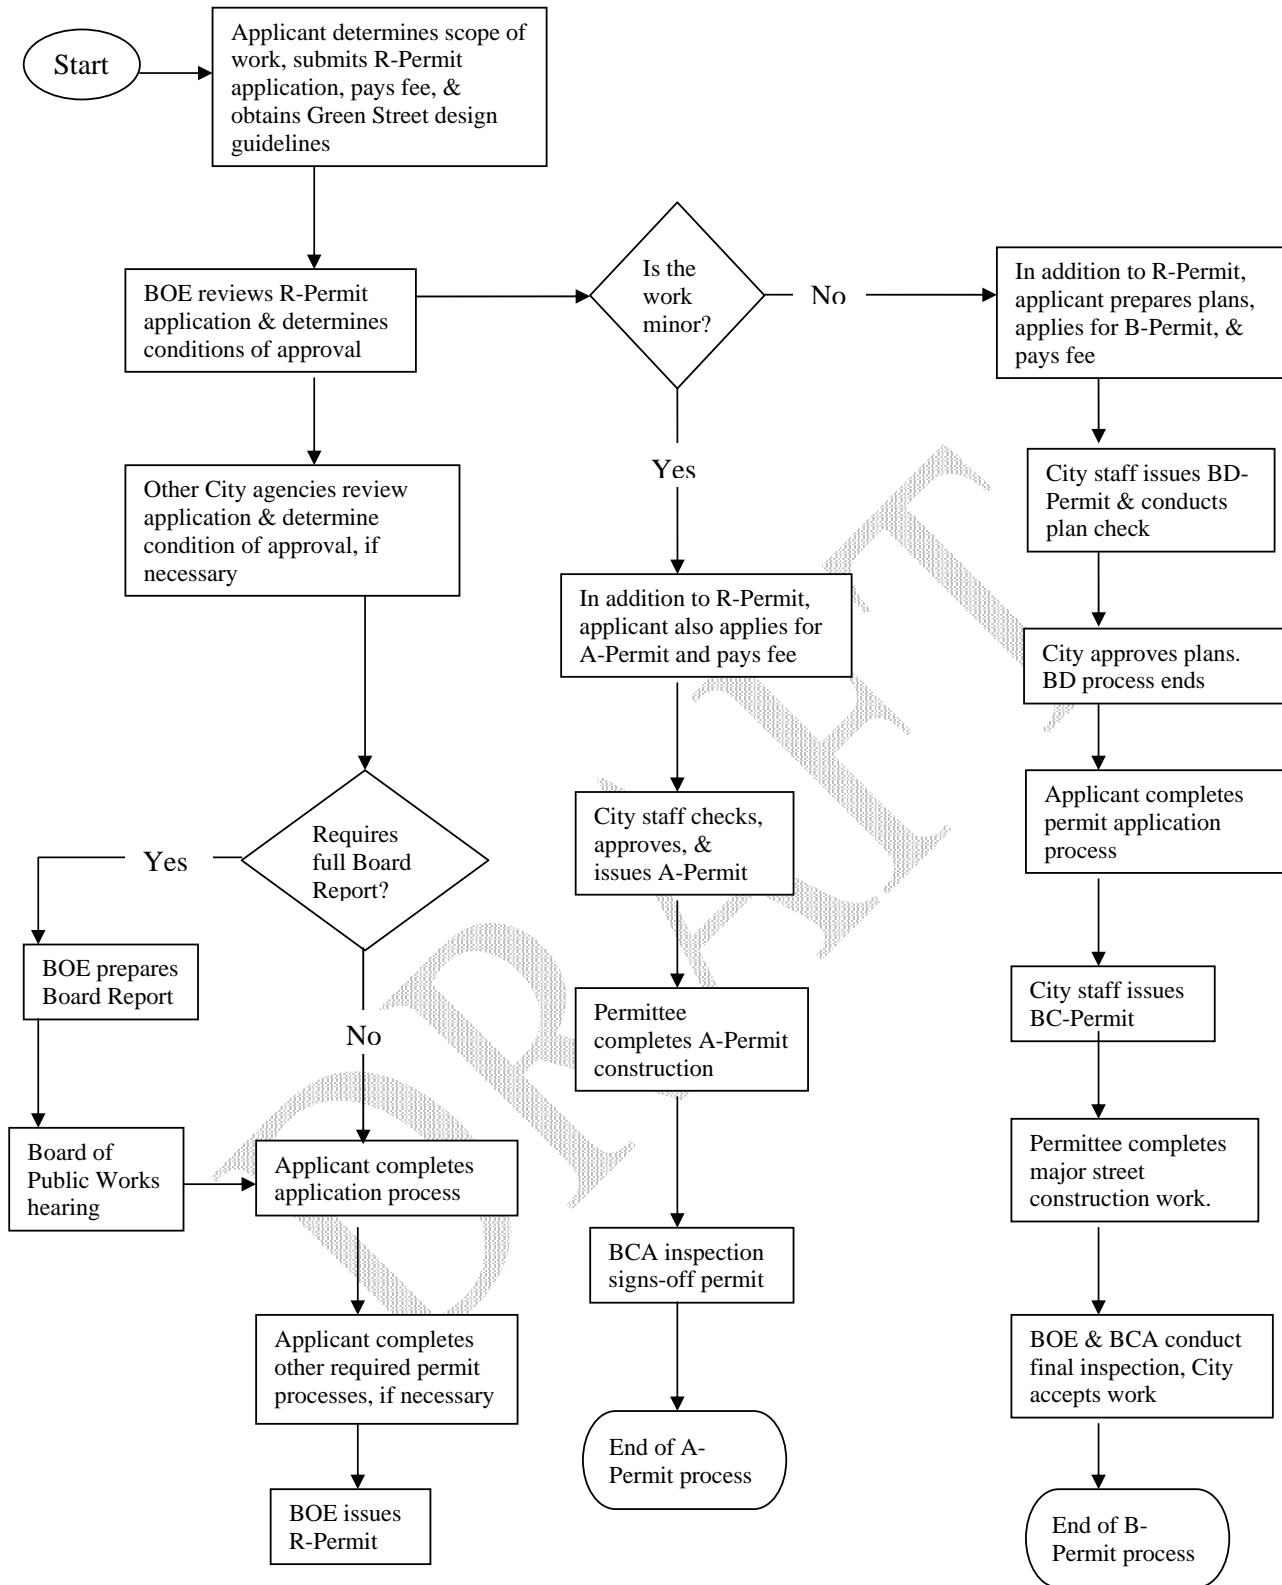 Start
Applicant determines scope of
work, submits R-Permit
application, pays fee, &
obtains Green Street design
guidelines
BOE reviews R-Permit
application & determines
conditions of approval
Is the
work
minor?
No
In addition to R-Permit,
applicant prepares plans,
applies for B-Permit, &
pays fee
Other City agencies review
application & determine
condition of approval, if
necessary
Yes
City staff issues BD-
Permit & conducts
plan check
In addition to R-Permit,
applicant also applies for
A-Permit and pays fee
City approves plans.
BD process ends
Requires
full Board
Report?
Yes
City staff checks,
approves, &
issues A-Permit
Applicant completes
permit application
process
BOE prepares
Board Report
No
Permittee
completes A-Permit
construction
City staff issues
BC-Permit
Board of
Public Works
hearing
Applicant completes
application process
Permittee completes
major street
construction work.
BCA inspection
signs-off permit
Applicant completes
other required permit
processes, if necessary
BOE & BCA conduct
final inspection, City
accepts work
End of A-
Permit process
BOE issues
R-Permit
End of B-
Permit process
DRAFT